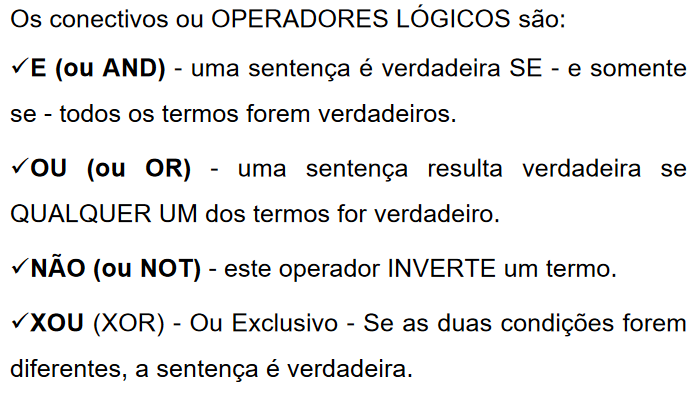 Os conectivos ou OPERADORES LÓGICOS são:
✓E (ou AND) - uma sentença é verdadeira SE - e somente
se - todos os termos forem verdadeiros.
✓OU (ou OR) - uma sentença resulta verdadeira se
QUALQUER UM dos termos for verdadeiro.
✓NÃO (ou NOT) - este operador INVERTE um termo.
✓XOU (XOR) - Ou Exclusivo - Se as duas condições forem
diferentes, a sentença é verdadeira.